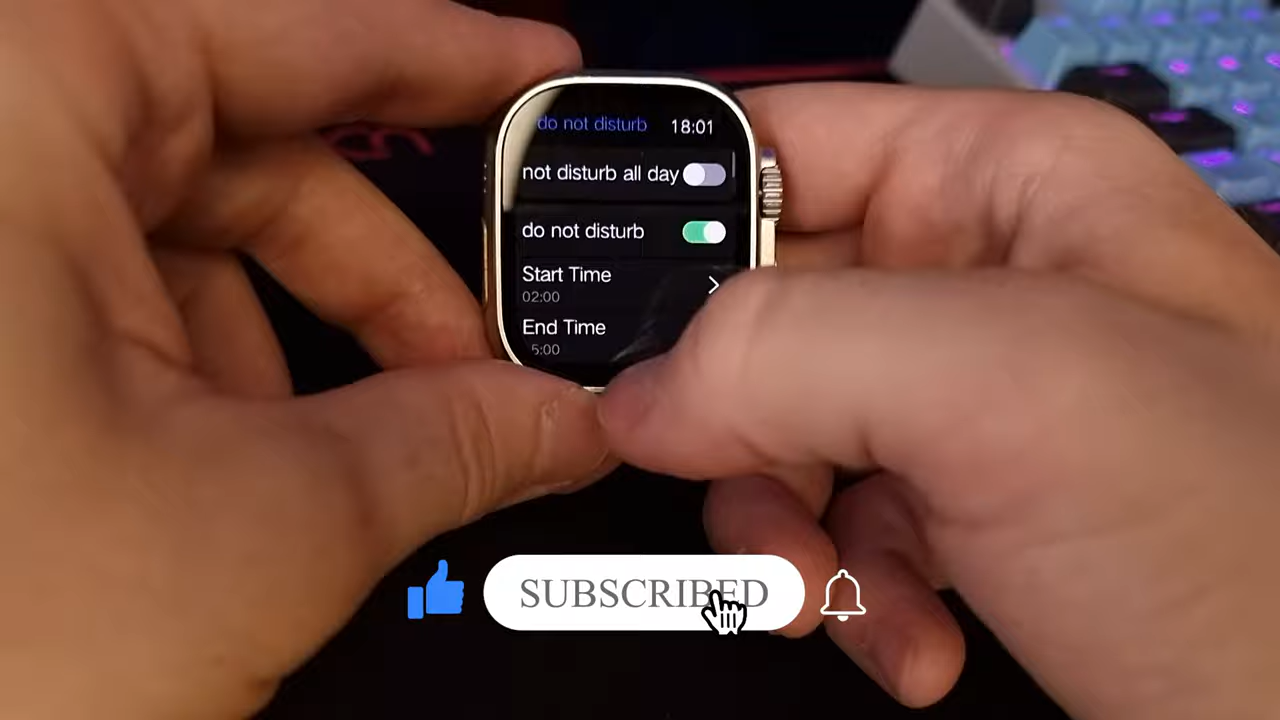 do not disturb 18:01
not disturb all day
do not disturb
Start Time
02:00
End Time
5:00
SUBSCRIBED